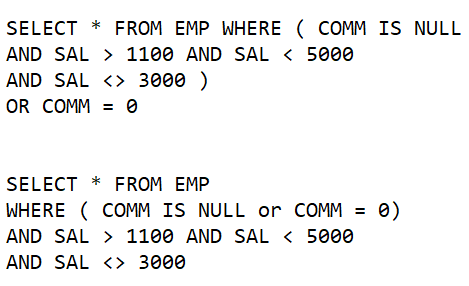 SELECT * FROM EMP WHERE ( COMM IS NULL
AND SAL > 1100 AND SAL < 5000
AND SAL <> 3000 )
OR COMM = 0
SELECT * FROM EMP
WHERE ( COMM IS NULL or COMM = 0)
AND SAL > 1100 AND SAL < 5000
AND SAL <> 3000